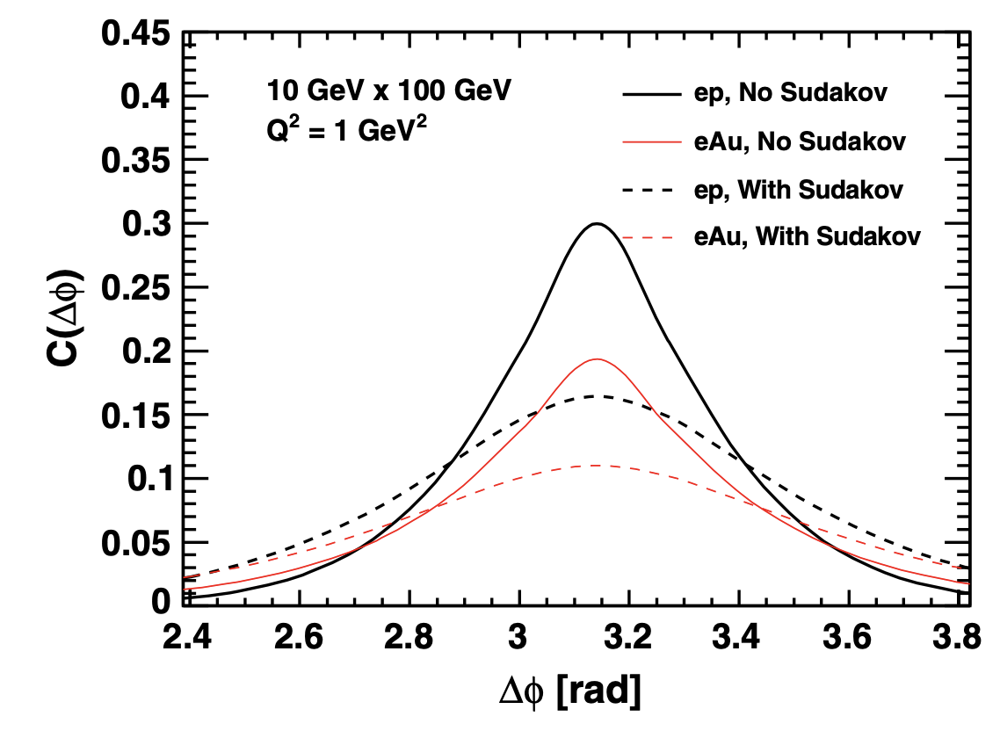 0.45
0.4
0.35
0.3
0.25
0.2
0.15
0.1
0.05
0
C(Δϕ)
10 GeV x 100 GeV
Q² = 1 GeV²
ep, No Sudakov
eAu, No Sudakov
ep, With Sudakov
eAu, With Sudakov
2.4 2.6 2.8 3 3.2 3.4 3.6 3.8
Δϕ [rad]